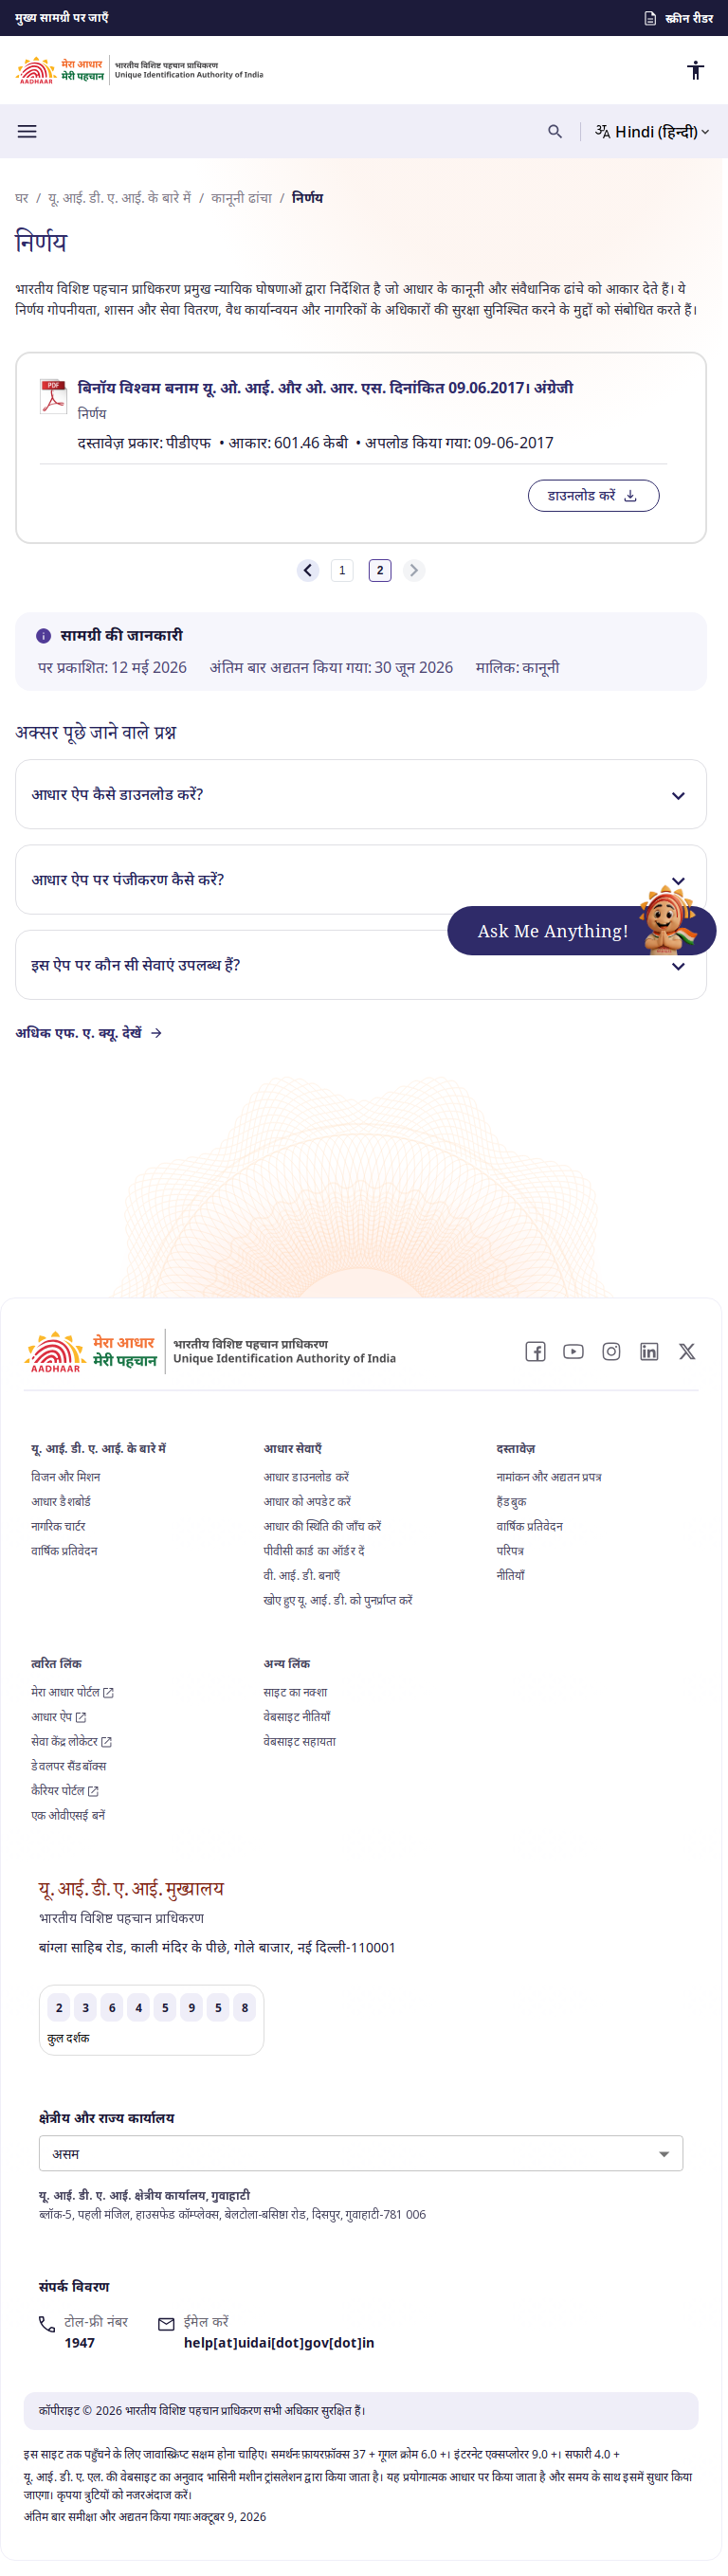 मुख्य सामग्री पर जाएँ
स्क्रीन रीडर
AADHAAR
मेरा आधार
मेरी पहचान
भारतीय विशिष्ट पहचान प्राधिकरण
Unique Identification Authority of India
Hindi (हिन्दी)
घर / यू. आई. डी. ए. आई. के बारे में / कानूनी ढांचा / निर्णय
निर्णय
भारतीय विशिष्ट पहचान प्राधिकरण प्रमुख न्यायिक घोषणाओं द्वारा निर्देशित है जो आधार के कानूनी और संवैधानिक ढांचे को आकार देते हैं। ये
निर्णय गोपनीयता, शासन और सेवा वितरण, वैध कार्यान्वयन और नागरिकों के अधिकारों की सुरक्षा सुनिश्चित करने के मुद्दों को संबोधित करते हैं।
PDF
बिनॉय विश्वम बनाम यू. ओ. आई. और ओ. आर. एस. दिनांकित 09.06.2017। अंग्रेजी
निर्णय
दस्तावेज़ प्रकार: पीडीएफ • आकार: 601.46 केबी • अपलोड किया गया: 09-06-2017
डाउनलोड करें
1 2
सामग्री की जानकारी
पर प्रकाशित: 12 मई 2026 अंतिम बार अद्यतन किया गया: 30 जून 2026 मालिक: कानूनी
अक्सर पूछे जाने वाले प्रश्न
आधार ऐप कैसे डाउनलोड करें?
आधार ऐप पर पंजीकरण कैसे करें?
Ask Me Anything!
इस ऐप पर कौन सी सेवाएं उपलब्ध हैं?
अधिक एफ. ए. क्यू. देखें
AADHAAR
मेरा आधार
मेरी पहचान
भारतीय विशिष्ट पहचान प्राधिकरण
Unique Identification Authority of India
यू. आई. डी. ए. आई. के बारे में
विजन और मिशन
आधार डैशबोर्ड
नागरिक चार्टर
वार्षिक प्रतिवेदन
आधार सेवाएँ
आधार डाउनलोड करें
आधार को अपडेट करें
आधार की स्थिति की जाँच करें
पीवीसी कार्ड का ऑर्डर दें
वी. आई. डी. बनाएँ
खोए हुए यू. आई. डी. को पुनर्प्राप्त करें
दस्तावेज़
नामांकन और अद्यतन प्रपत्र
हैंडबुक
वार्षिक प्रतिवेदन
परिपत्र
नीतियाँ
त्वरित लिंक
मेरा आधार पोर्टल
आधार ऐप
सेवा केंद्र लोकेटर
डेवलपर सैंडबॉक्स
कैरियर पोर्टल
एक ओवीएसई बनें
अन्य लिंक
साइट का नक्शा
वेबसाइट नीतियाँ
वेबसाइट सहायता
यू. आई. डी. ए. आई. मुख्यालय
भारतीय विशिष्ट पहचान प्राधिकरण
बांग्ला साहिब रोड, काली मंदिर के पीछे, गोले बाजार, नई दिल्ली-110001
2 3 6 4 5 9 5 8
कुल दर्शक
क्षेत्रीय और राज्य कार्यालय
असम
यू. आई. डी. ए. आई. क्षेत्रीय कार्यालय, गुवाहाटी
ब्लॉक-5, पहली मंजिल, हाउसफेड कॉम्प्लेक्स, बेलटोला-बसिष्ठा रोड, दिसपुर, गुवाहाटी-781 006
संपर्क विवरण
टोल-फ्री नंबर
1947
ईमेल करें
help[at]uidai[dot]gov[dot]in
कॉपीराइट © 2026 भारतीय विशिष्ट पहचान प्राधिकरण सभी अधिकार सुरक्षित हैं।
इस साइट तक पहुँचने के लिए जावास्क्रिप्ट सक्षम होना चाहिए। समर्थनः फ़ायरफ़ॉक्स 37 + गूगल क्रोम 6.0 +। इंटरनेट एक्सप्लोरर 9.0 +। सफारी 4.0 +
यू. आई. डी. ए. एल. की वेबसाइट का अनुवाद भासिनी मशीन ट्रांसलेशन द्वारा किया जाता है। यह प्रयोगात्मक आधार पर किया जाता है और समय के साथ इसमें सुधार किया
जाएगा। कृपया त्रुटियों को नजरअंदाज करें।
अंतिम बार समीक्षा और अद्यतन किया गयाः अक्टूबर 9, 2026